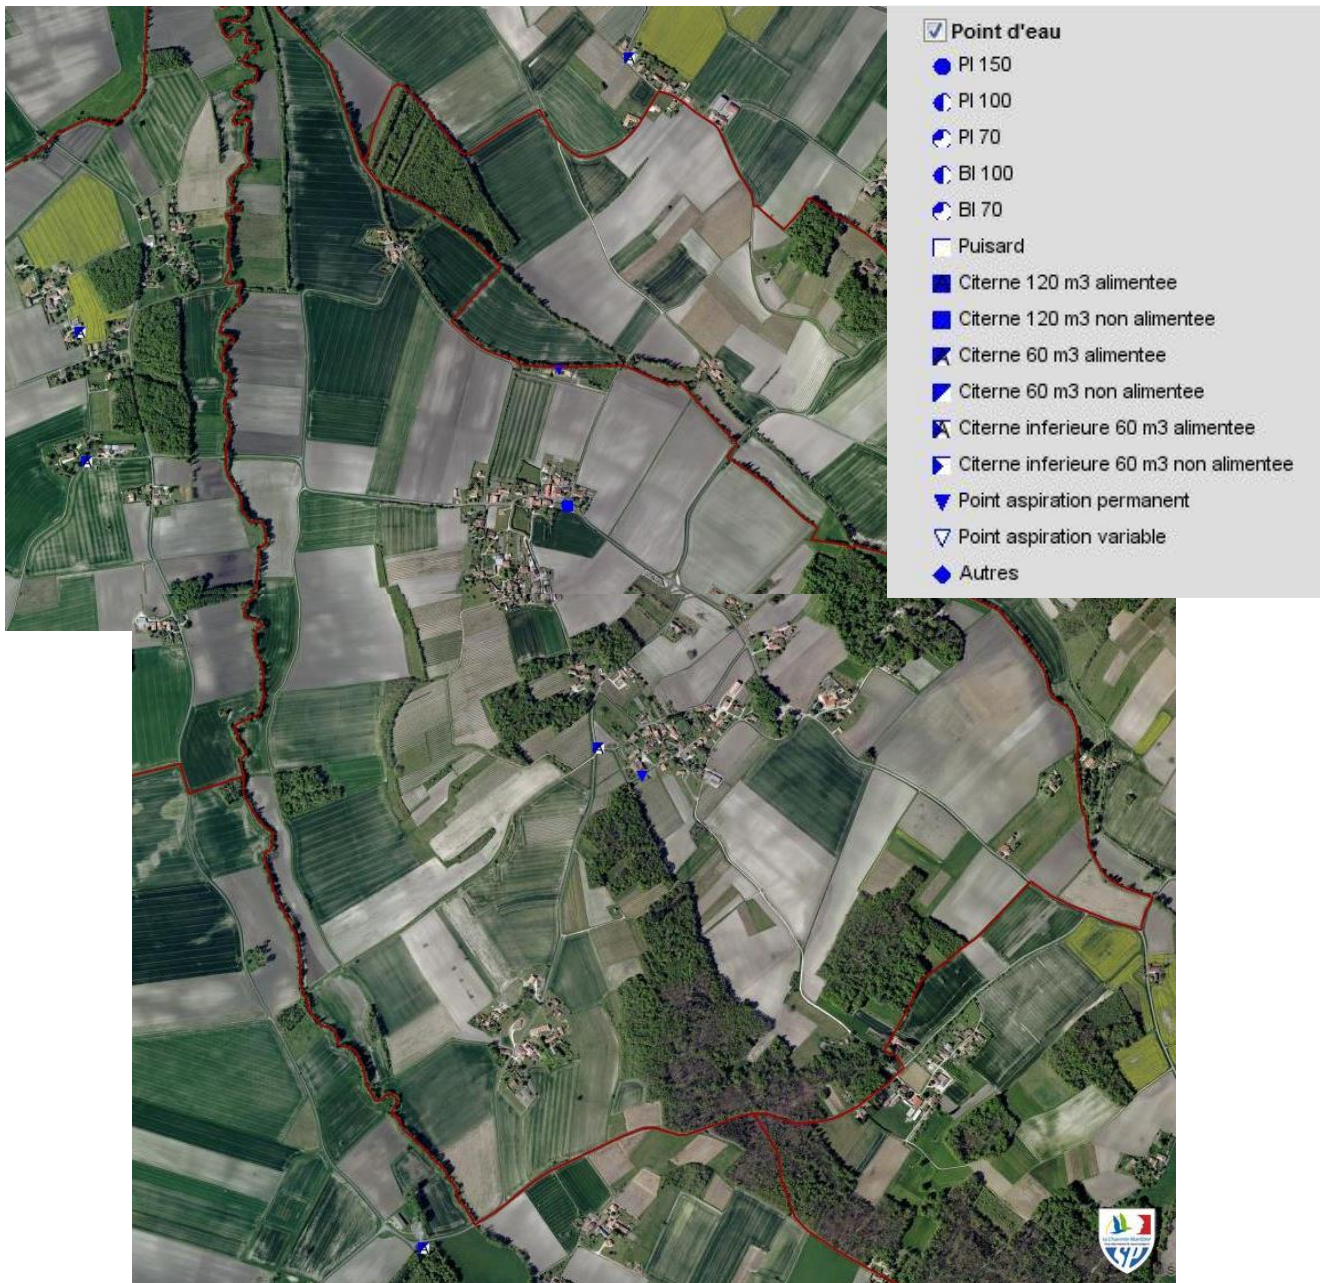 Point d'eau
PI 150
PI 100
PI 70
BI 100
BI 70
Puisard
Citerne 120 m3 alimentee
Citerne 120 m3 non alimentee
Citerne 60 m3 alimentee
Citerne 60 m3 non alimentee
Citerne inferieure 60 m3 alimentee
Citerne inferieure 60 m3 non alimentee
Point aspiration permanent
Point aspiration variable
Autres